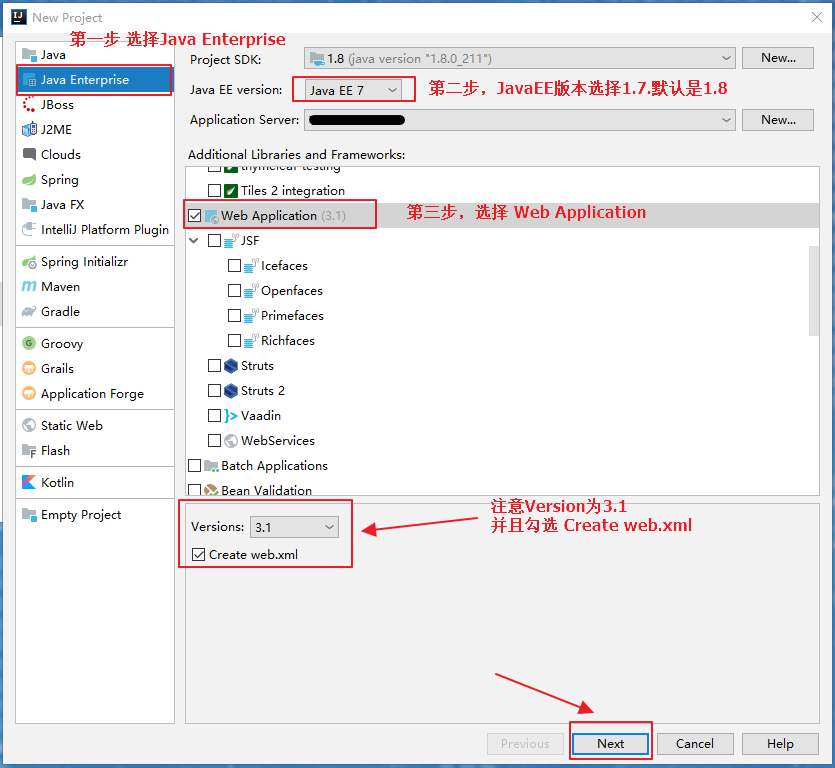 New Project
第一步 选择Java Enterprise
Java
Java Enterprise
JBoss
J2ME
Clouds
Spring
Java FX
IntelliJ Platform Plugin
Spring Initializr
Maven
Gradle
Groovy
Grails
Application Forge
Static Web
Flash
Kotlin
Empty Project
Project SDK: 1.8 (java version "1.8.0_211") New...
Java EE version: Java EE 7 第二步，JavaEE版本选择1.7.默认是1.8
Application Server: New...
Additional Libraries and Frameworks:
thymeleaf-testing
Tiles 2 integration
Web Application (3.1) 第三步，选择 Web Application
JSF
Icefaces
Openfaces
Primefaces
Richfaces
Struts
Struts 2
Vaadin
WebServices
Batch Applications
Bean Validation
注意Version为3.1
并且勾选 Create web.xml
Versions: 3.1
Create web.xml
Previous Next Cancel Help